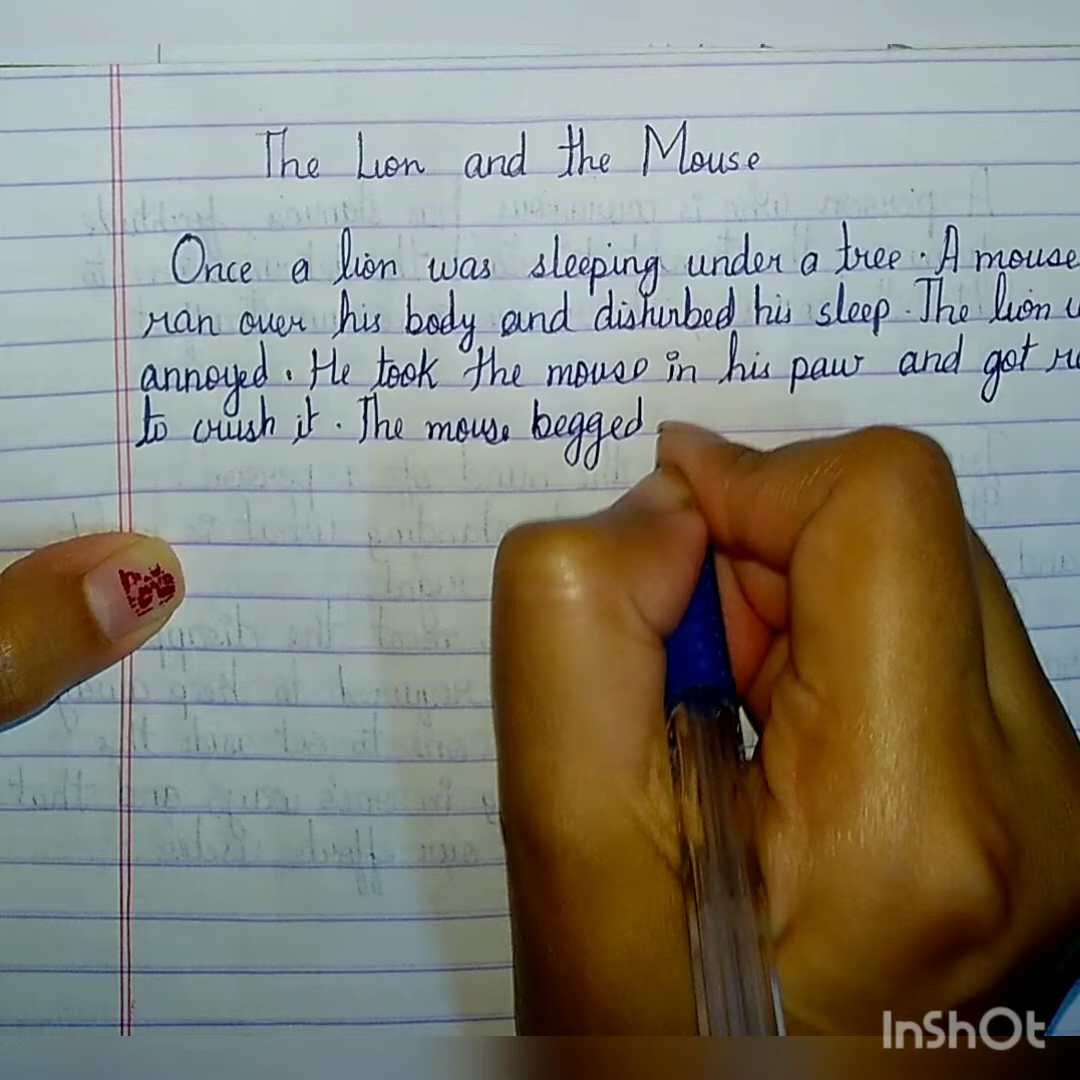 The Lion and the Mouse
Once a lion was sleeping under a tree. A mouse
ran over his body and disturbed his sleep. The lion
annoyed. He took the mouse in his paw and got
to crush it. The mouse begged
InShOt